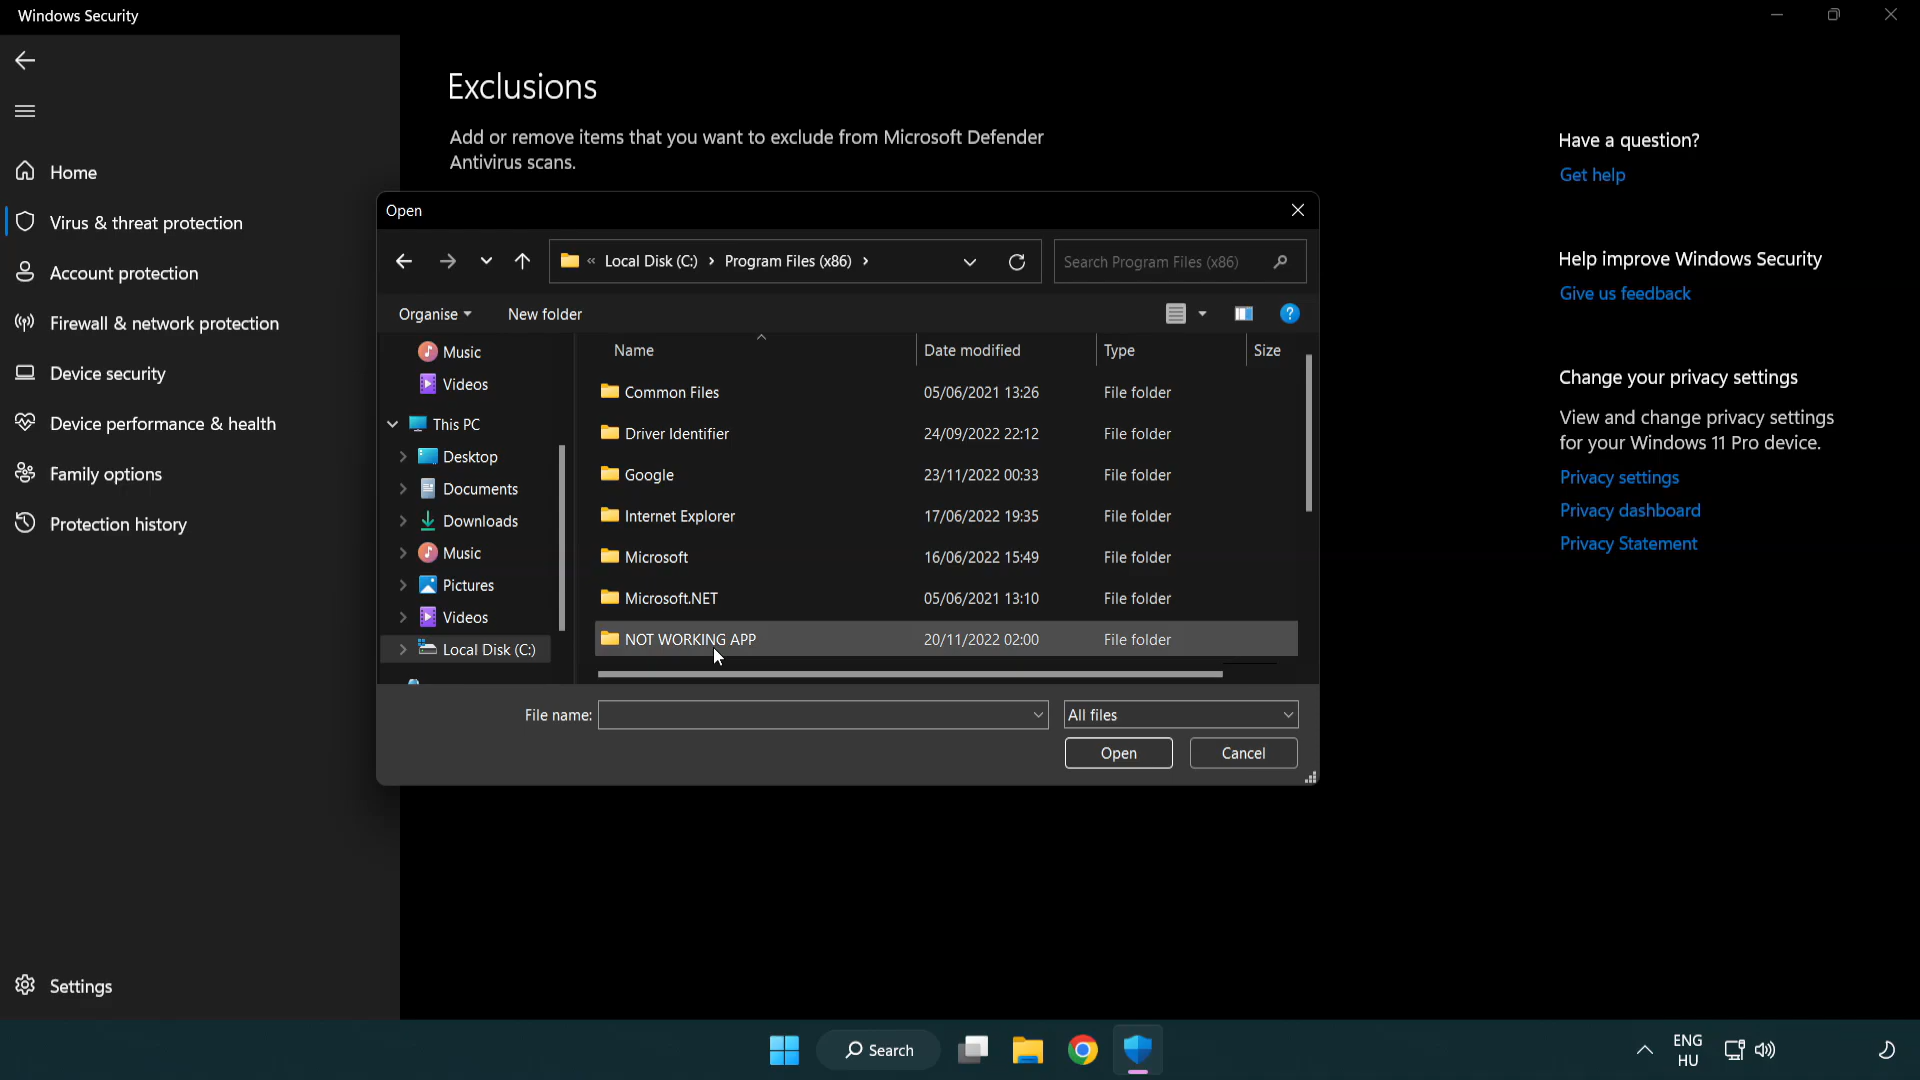 Windows Security
Home
Virus & threat protection
Account protection
Firewall & network protection
Device security
Device performance & health
Family options
Protection history
Settings
Exclusions
Add or remove items that you want to exclude from Microsoft Defender
Antivirus scans.
Open
« Local Disk (C:) › Program Files (x86) ›
Search Program Files (x86)
Organise
New folder
Music
Videos
This PC
Desktop
Documents
Downloads
Music
Pictures
Videos
Local Disk (C:)
Name Date modified Type Size
Common Files 05/06/2021 13:26 File folder
Driver Identifier 24/09/2022 22:12 File folder
Google 23/11/2022 00:33 File folder
Internet Explorer 17/06/2022 19:35 File folder
Microsoft 16/06/2022 15:49 File folder
Microsoft.NET 05/06/2021 13:10 File folder
NOT WORKING APP 20/11/2022 02:00 File folder
File name:
All files
Open
Cancel
Have a question?
Get help
Help improve Windows Security
Give us feedback
Change your privacy settings
View and change privacy settings
for your Windows 11 Pro device.
Privacy settings
Privacy dashboard
Privacy Statement
Search
ENG
HU